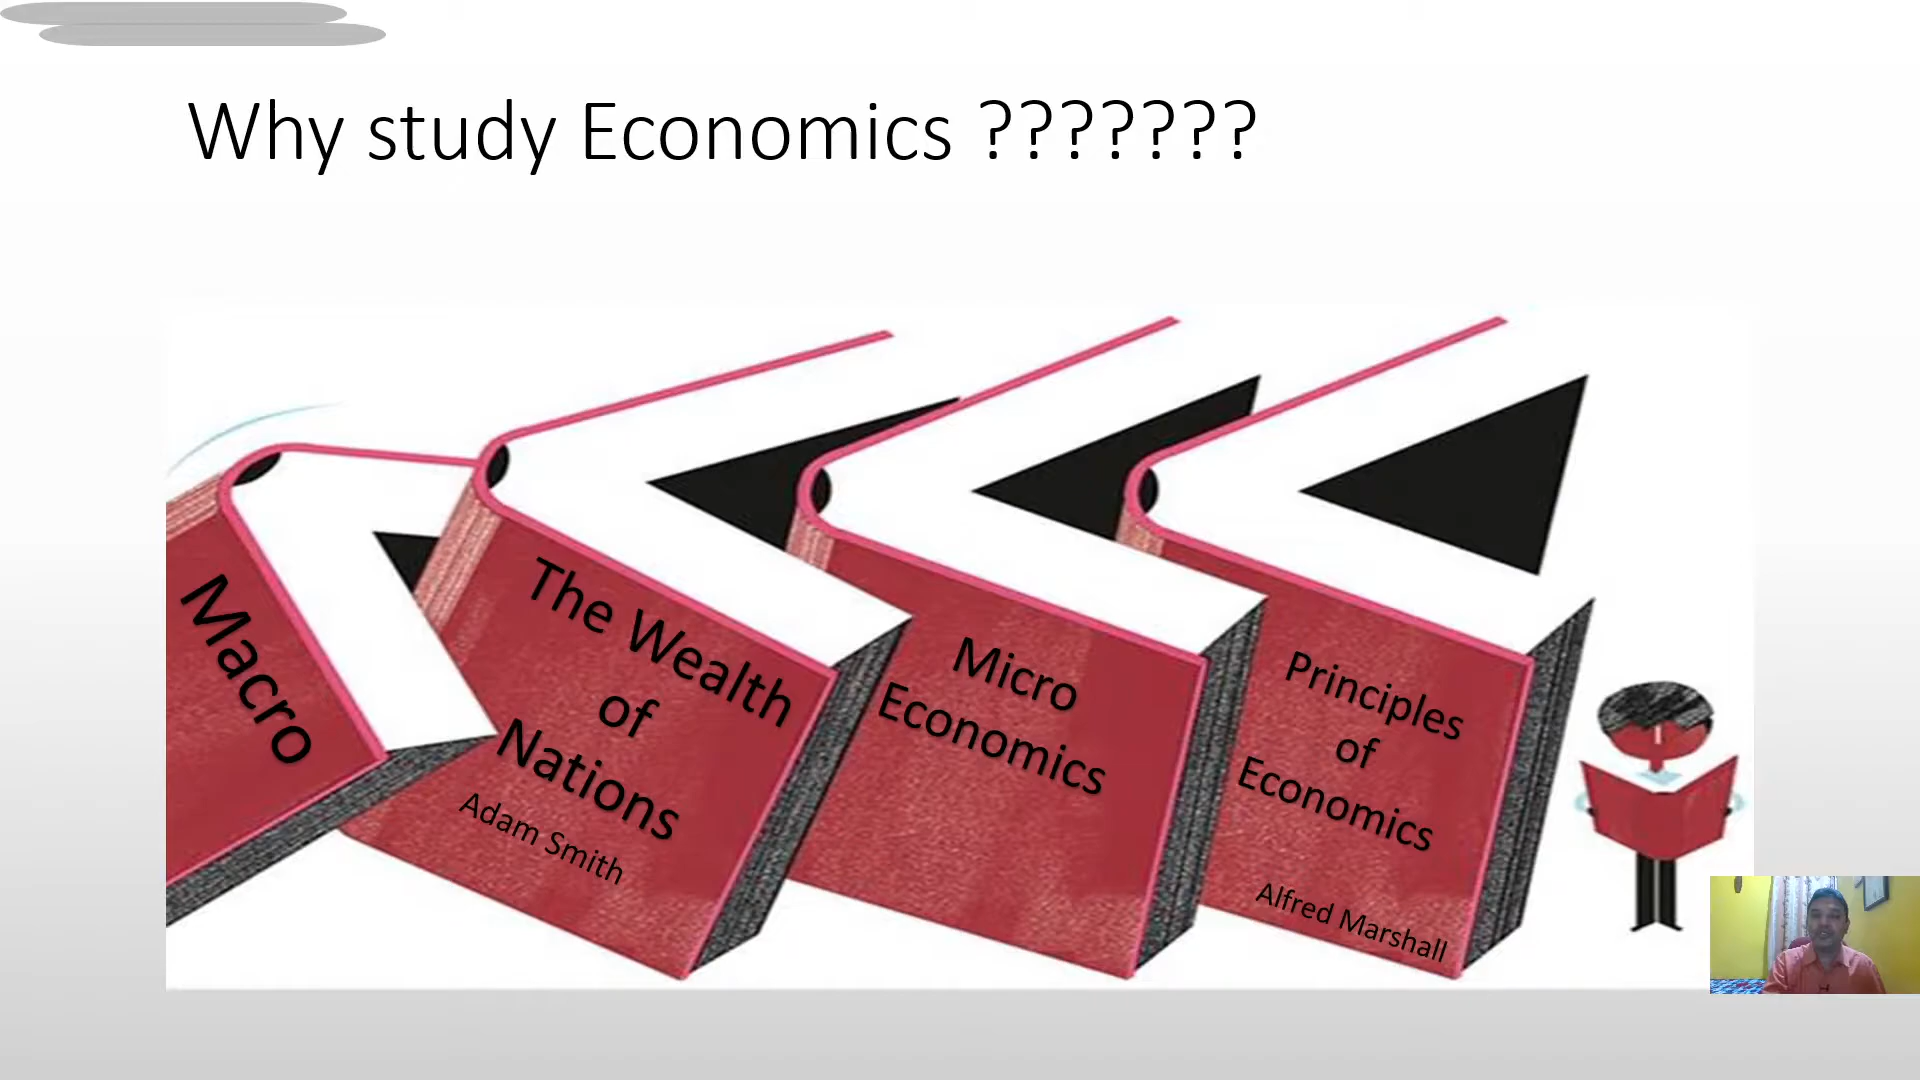 Why study Economics ???????
Macro
The Wealth
of
Nations
Adam Smith
Micro
Economics
Principles
of
Economics
Alfred Marshall